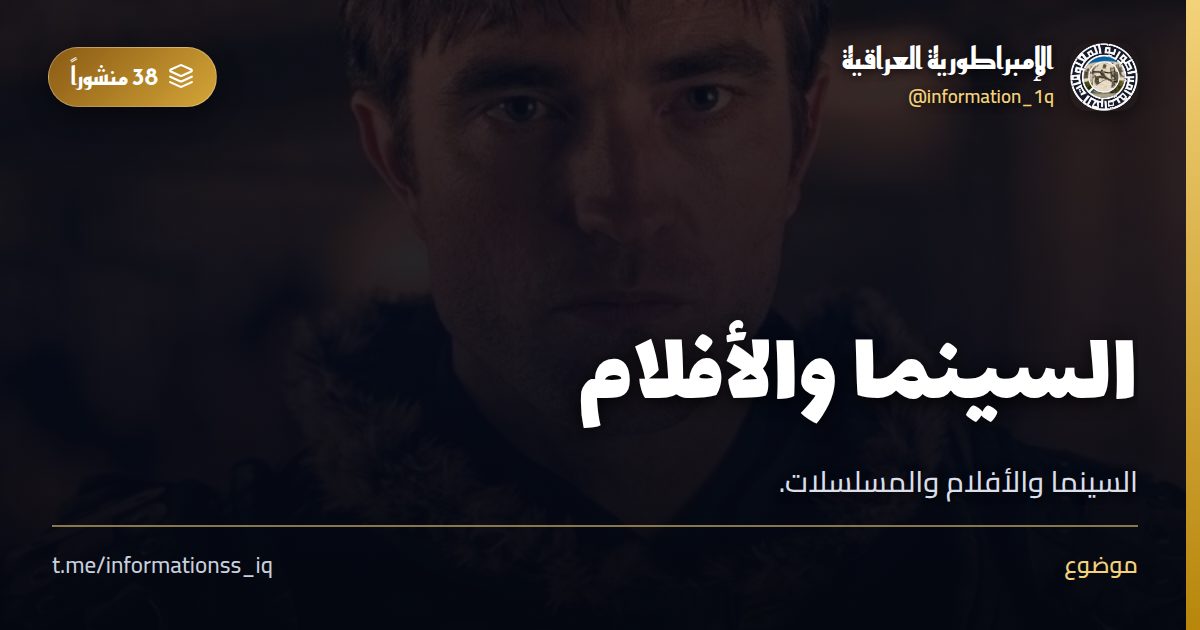 الإمبراطورية العراقية
@information_1q
38 منشوراً
السينما والأفلام
السينما والأفلام والمسلسلات.
موضوع
t.me/informationss_iq